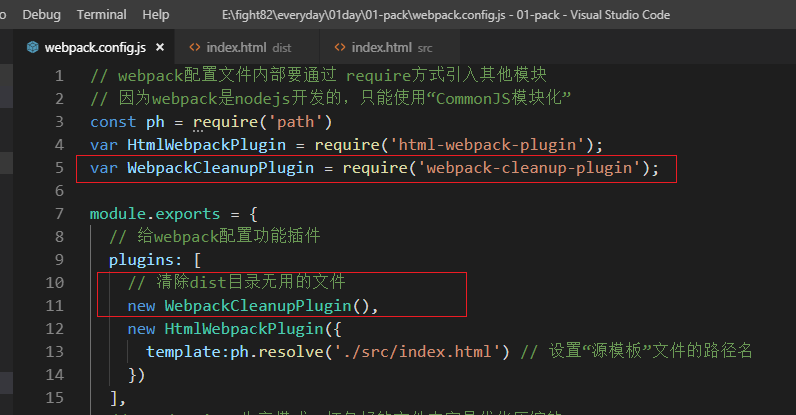 o Debug Terminal Help E:\fight82\everyday\01day\01-pack\webpack.config.js - 01-pack - Visual Studio Code
webpack.config.js × <> index.html dist <> index.html src
1 // webpack配置文件内部要通过 require方式引入其他模块
2 // 因为webpack是nodejs开发的，只能使用“CommonJS模块化”
3 const ph = require('path')
4 var HtmlWebpackPlugin = require('html-webpack-plugin');
5 var WebpackCleanupPlugin = require('webpack-cleanup-plugin');
6
7 module.exports = {
8 // 给webpack配置功能插件
9 plugins: [
10 // 清除dist目录无用的文件
11 new WebpackCleanupPlugin(),
12 new HtmlWebpackPlugin({
13 template:ph.resolve('./src/index.html') // 设置“源模板”文件的路径名
14 })
15 ],